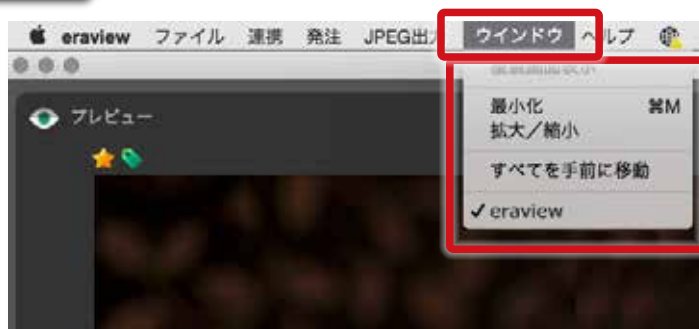 eraview ファイル 連携 発注 JPEG出力 ウインドウ ヘルプ
プレビュー
最小化 ⌘M
拡大／縮小
すべてを手前に移動
✓ eraview